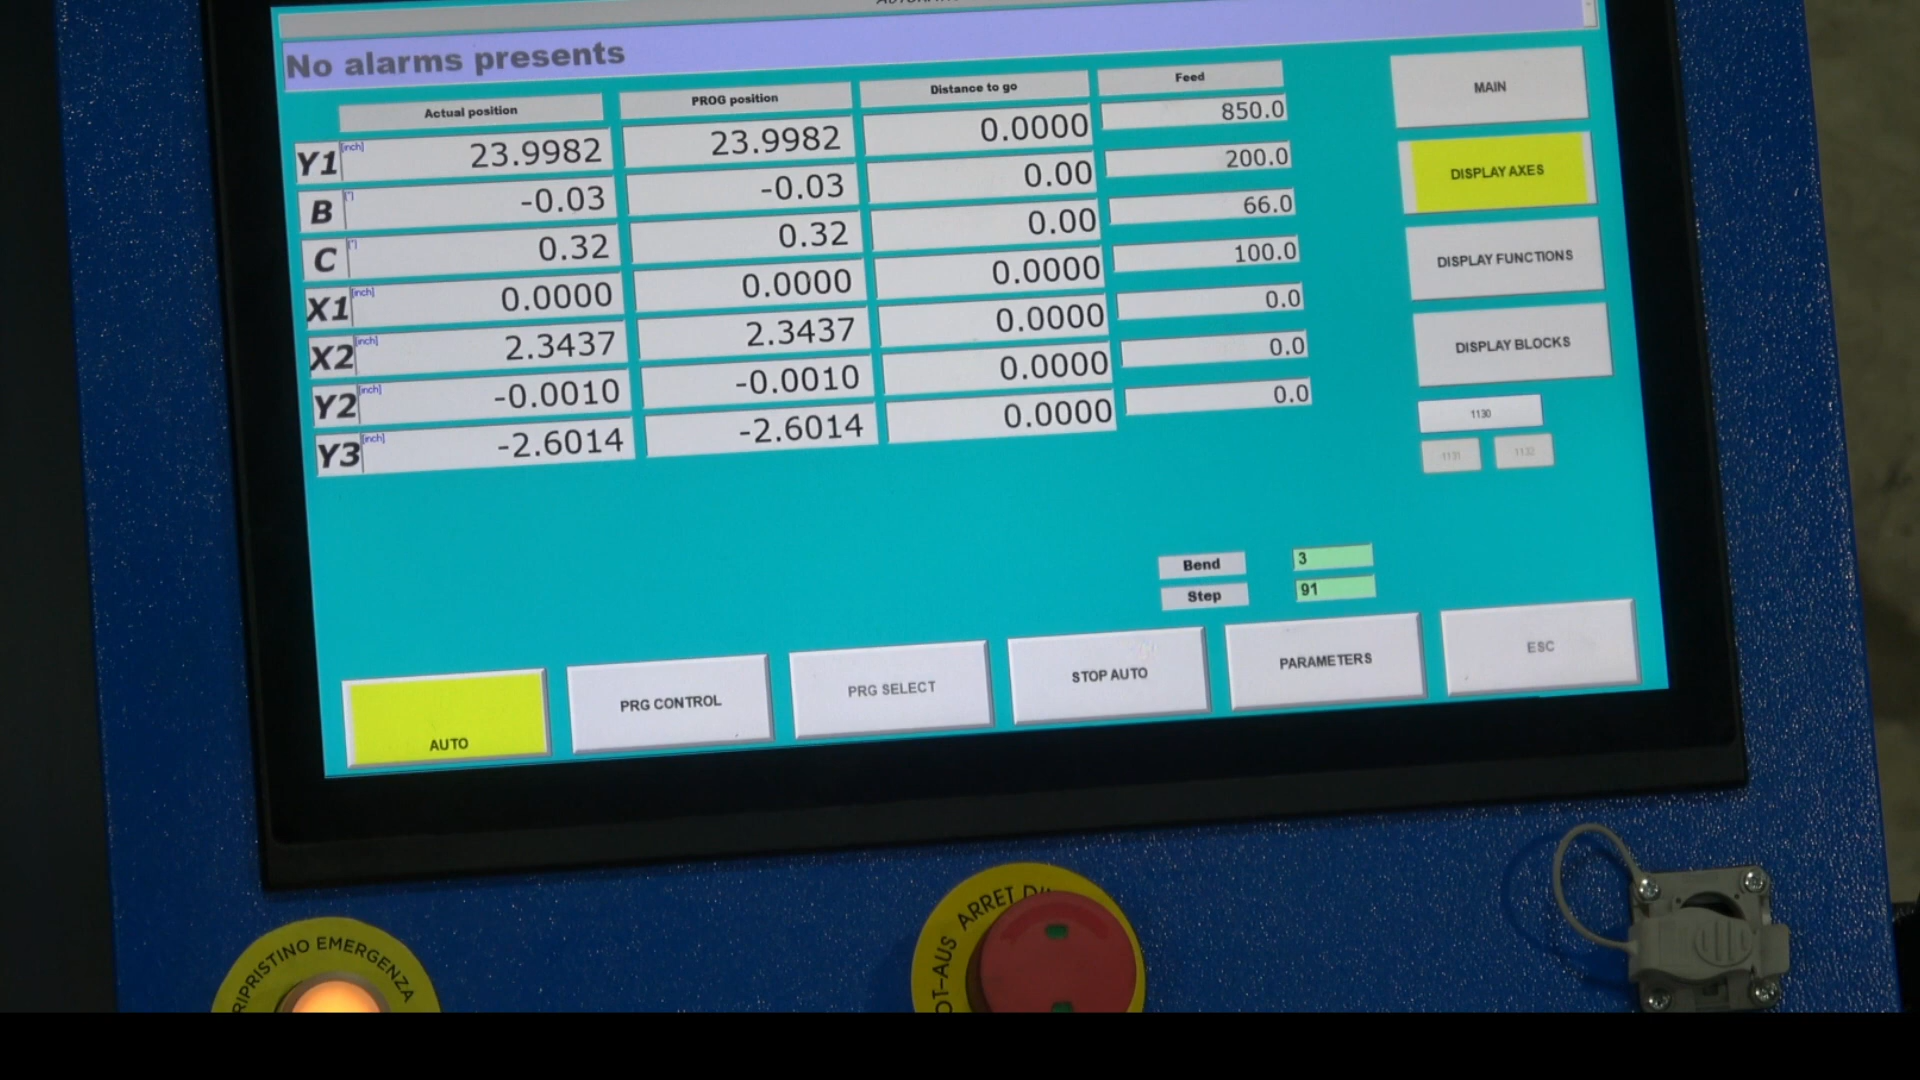 No alarms presents
Actual position PROG position Distance to go Feed
Y1 [inch] 23.9982 23.9982 0.0000 850.0
B [°] -0.03 -0.03 0.00 200.0
C [°] 0.32 0.32 0.00 66.0
X1 [inch] 0.0000 0.0000 0.0000 100.0
X2 [inch] 2.3437 2.3437 0.0000 0.0
Y2 [inch] -0.0010 -0.0010 0.0000 0.0
Y3 [inch] -2.6014 -2.6014 0.0000 0.0
MAIN
DISPLAY AXES
DISPLAY FUNCTIONS
DISPLAY BLOCKS
1130
1131 1132
Bend 3
Step 91
AUTO PRG CONTROL PRG SELECT STOP AUTO PARAMETERS ESC
RIPRISTINO EMERGENZA
OT-AUS ARRET